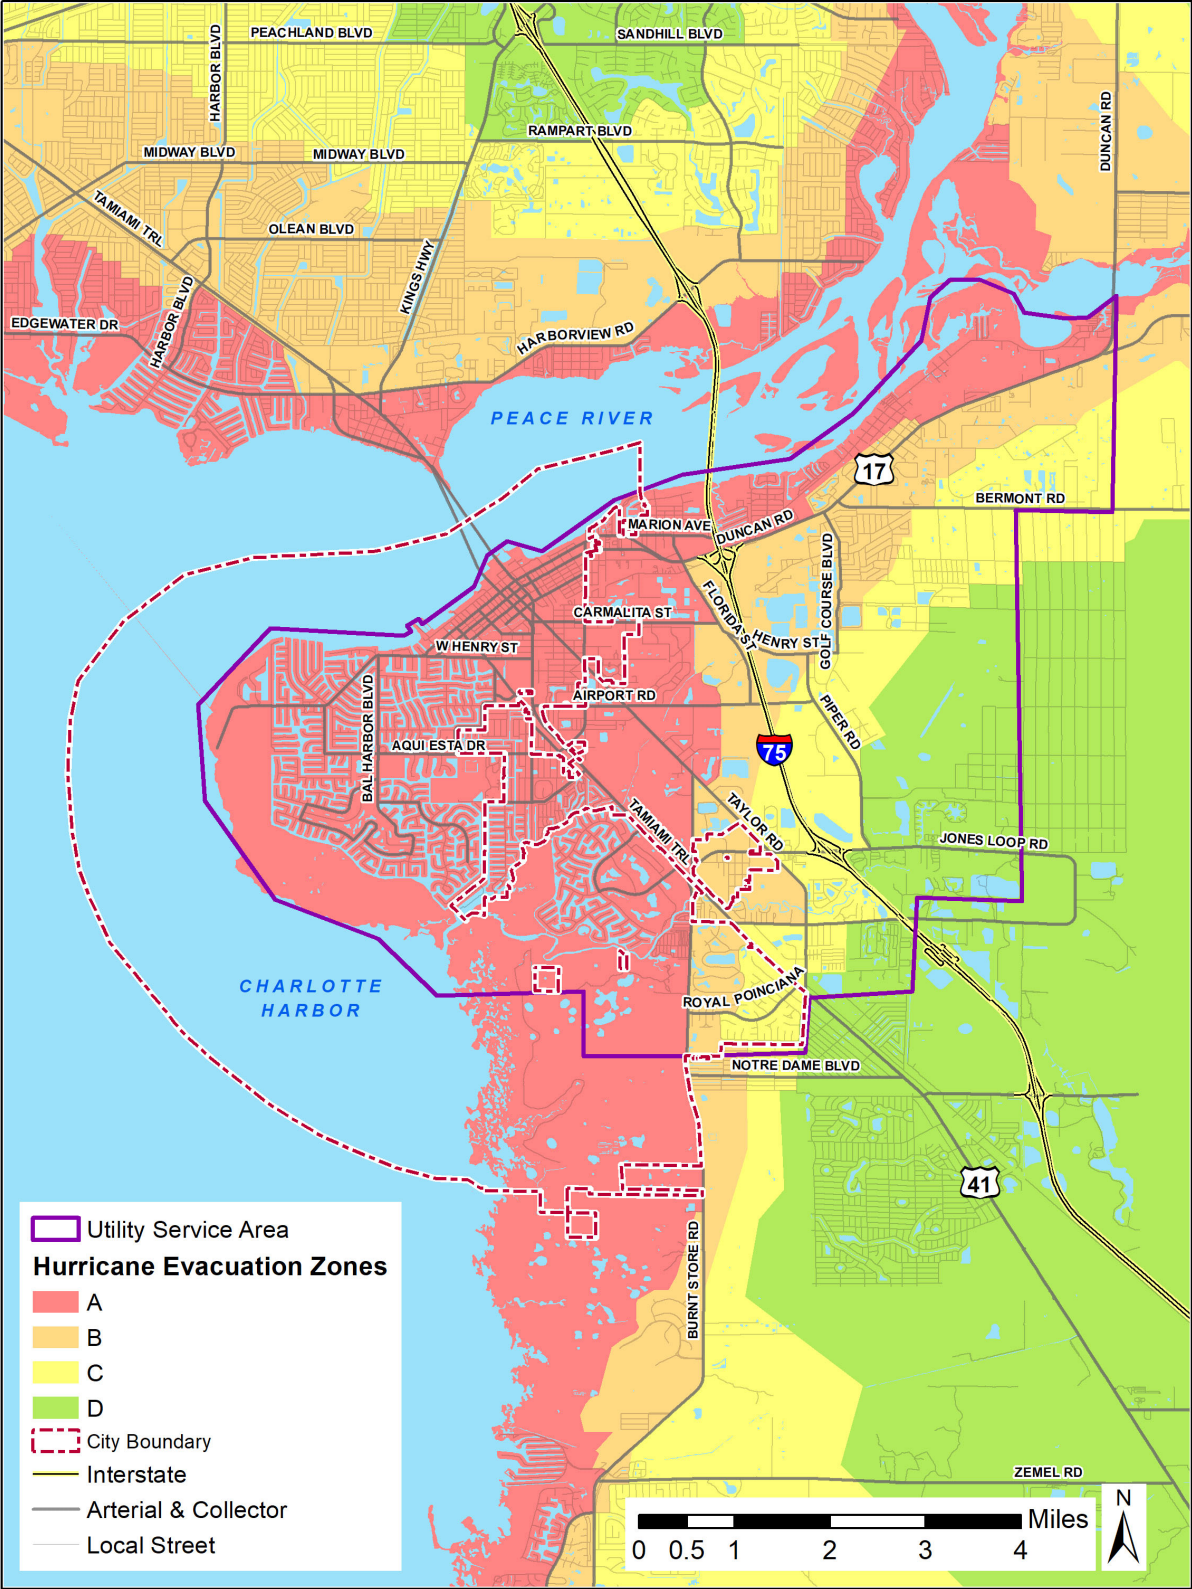 PEACHLAND BLVD
SANDHILL BLVD
HARBOR BLVD
DUNCAN RD
RAMPART BLVD
MIDWAY BLVD
MIDWAY BLVD
TAMIAMI TRL
OLEAN BLVD
KINGS HWY
HARBOR BLVD
EDGEWATER DR
HARBORVIEW RD
PEACE RIVER
17
BERMONT RD
MARION AVE
DUNCAN RD
GOLF COURSE BLVD
FLORIDA ST
CARMALITA ST
HENRY ST
W HENRY ST
AIRPORT RD
BAL HARBOR BLVD
PIPER RD
AQUI ESTA DR
75
TAMIAMI TRL
TAYLOR RD
JONES LOOP RD
CHARLOTTE
HARBOR
ROYAL POINCIANA
NOTRE DAME BLVD
41
BURNT STORE RD
ZEMEL RD
Utility Service Area
Hurricane Evacuation Zones
A
B
C
D
City Boundary
Interstate
Arterial & Collector
Local Street
Miles
0 0.5 1 2 3 4
N